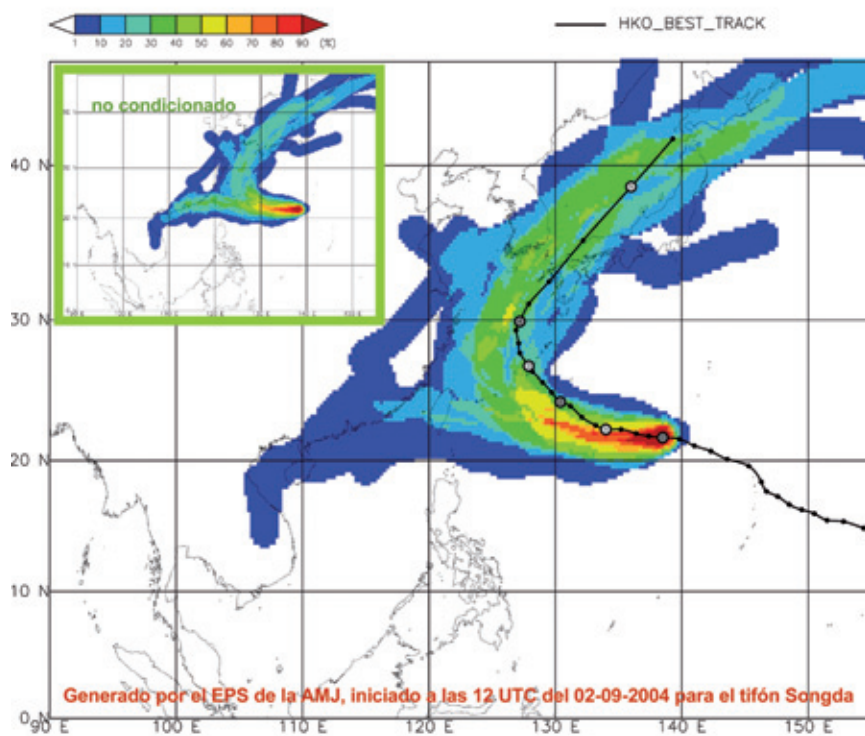 HKO_BEST_TRACK
1 10 20 30 40 50 60 70 80 90 (%)
no condicionado
40 N
30 N
20 N
10 N
0 N
Generado por el EPS de la AMJ, iniciado a las 12 UTC del 02-09-2004 para el tifón Songda
90 E 100 E 110 E 120 E 130 E 140 E 150 E